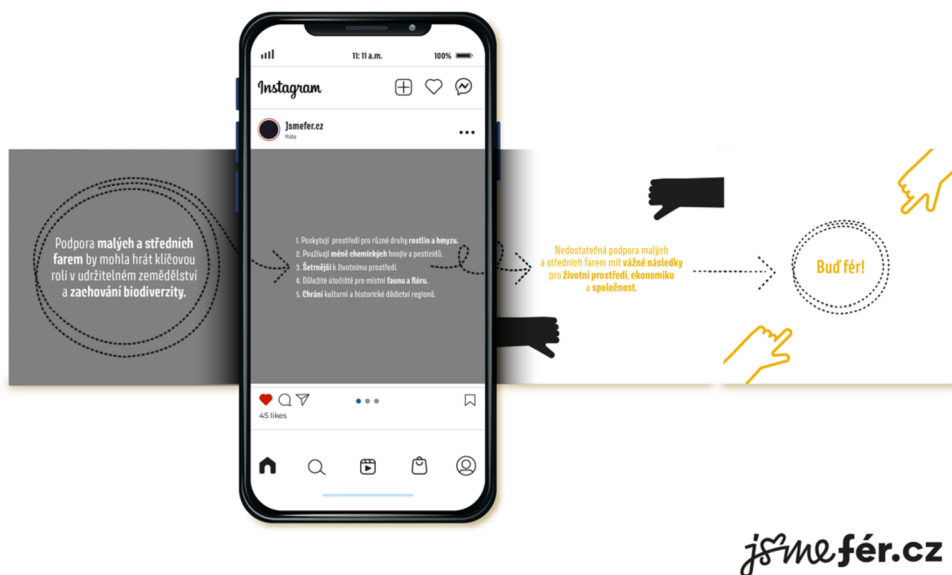 11:11 a.m.
100%
Instagram
Jsmefer.cz
Praha
Podpora malých a středních
farem by mohla hrát klíčovou
roli v udržitelném zemědělství
a zachování biodiverzity.
1. Poskytují prostředí pro různé druhy rostlin a hmyzu.
2. Používají méně chemických hnojiv a pesticidů.
3. Šetrnější k životnímu prostředí.
4. Důležité útočiště pro místní faunu a flóru.
5. Chrání kulturní a historické dědictví regionů.
Nedostatečná podpora malých
a středních farem mít vážné následky
pro životní prostředí, ekonomiku
a společnost.
Buď fér!
45 likes
jsmefér.cz